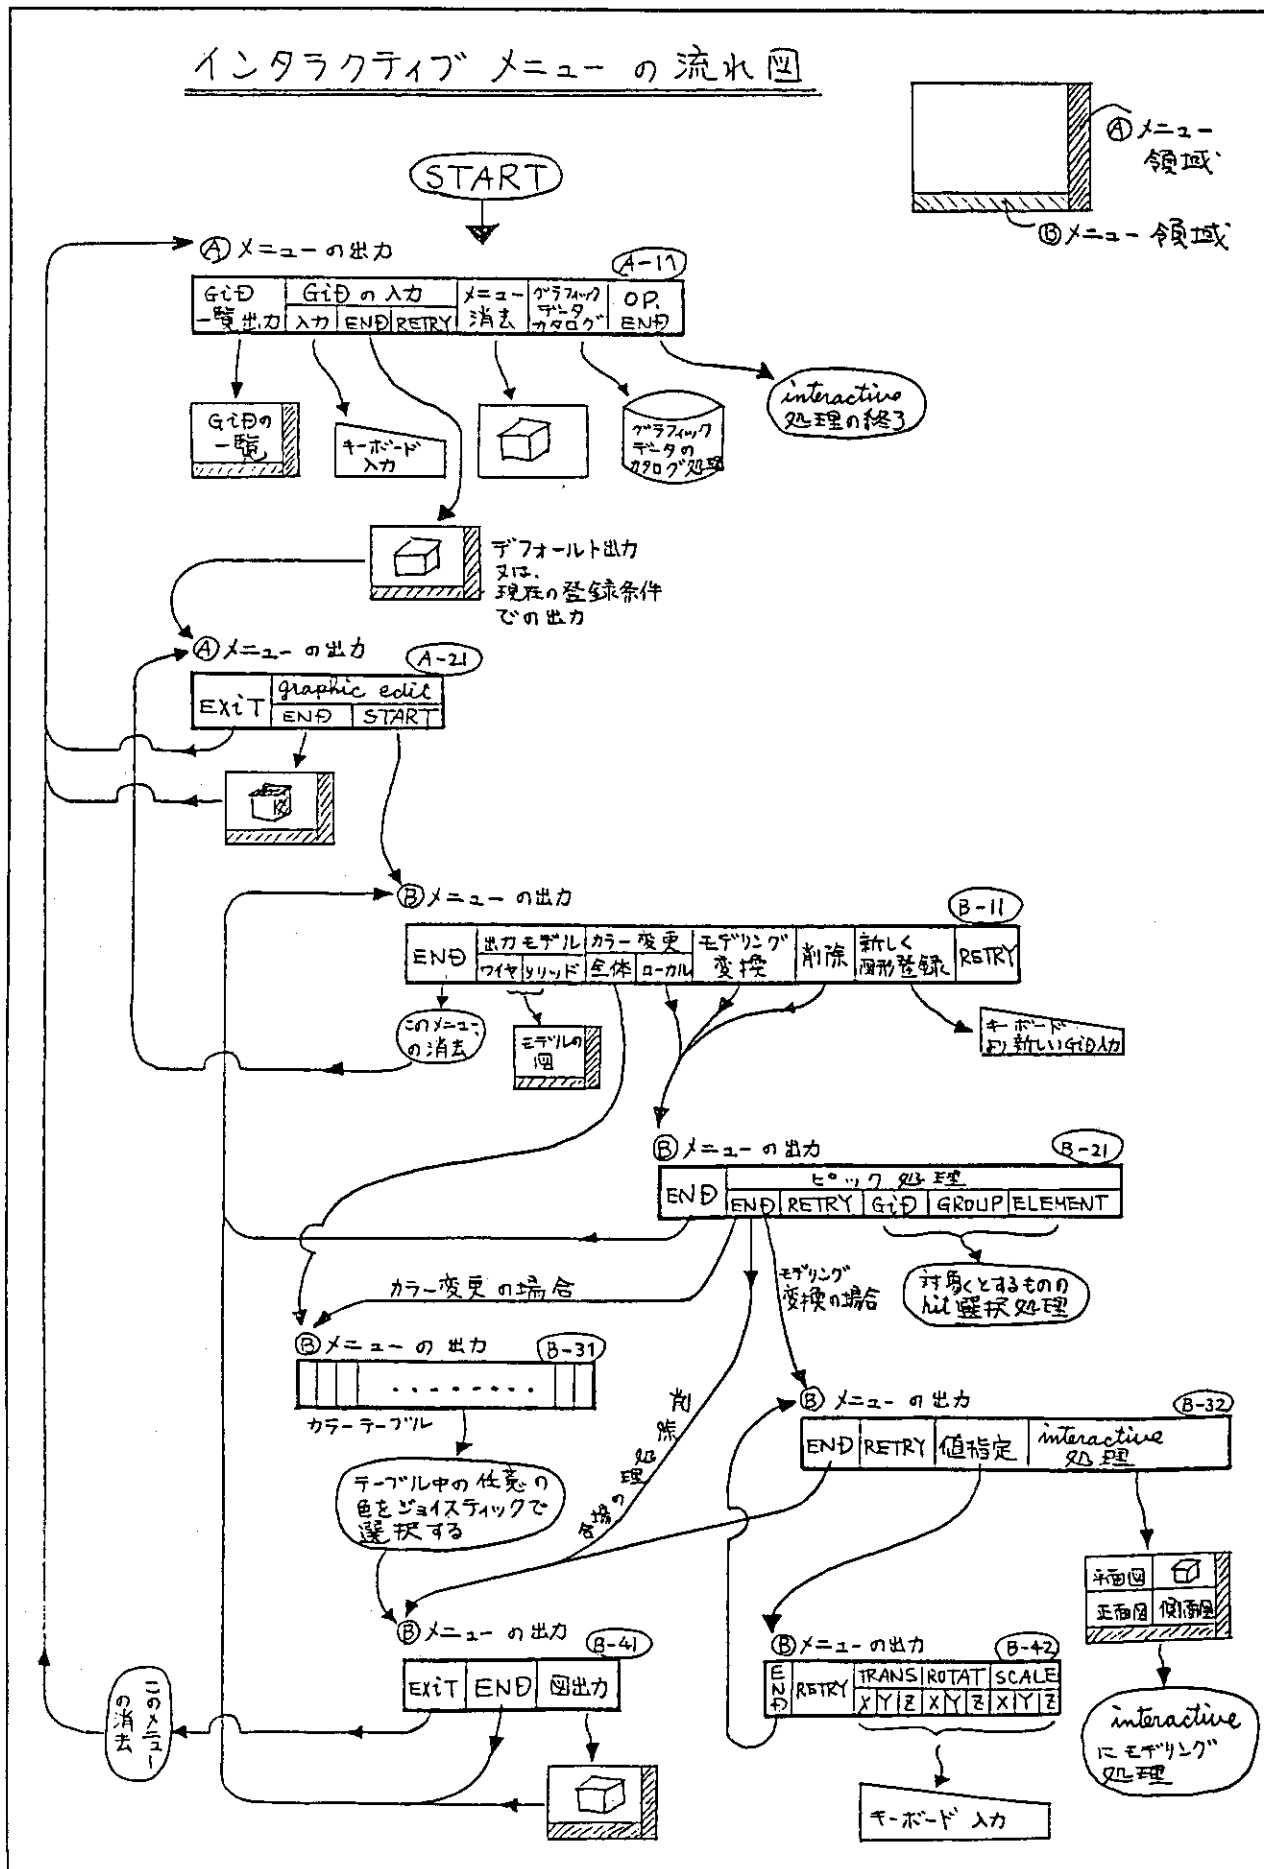 インタラクティブ メニュー の 流れ図
Ⓐメニュー
領域
Ⓑメニュー 領域
START
Ⓐメニューの出力
A-11
GiD
一覧出力
GiD の 入力
入力
END
RETRY
メニュー
消去
グラフィック
データ
カタログ
OP.
END
GiDの
一覧
キーボード
入力
グラフィック
データの
カタログ処理
interactive
処理の終了
デフォールト出力
又は、
現在の登録条件
での出力
Ⓐメニューの出力
A-21
EXiT
graphic edit
END
START
Ⓑメニュー の出力
B-11
END
出力モデル
ワイヤ
ソリッド
カラー変更
全体
ローカル
モデリング
変換
削除
新しく
図形登録
RETRY
このメニュー
の消去
モデルの
図
キーボード
より新しいGiD入力
Ⓑメニュー の出力
B-21
END
ピック処理
END
RETRY
GiD
GROUP
ELEMENT
カラー変更の場合
モデリング
変換の場合
対象とするものの
hit選択処理
Ⓑメニュー の出力
B-31
カラーテーブル
削除処理の場合
Ⓑ メニューの出力
B-32
END
RETRY
値指定
interactive
処理
テーブル中の任意の
色をジョイスティックで
選択する
平面図
正面図
側面図
Ⓑメニュー の出力
B-41
EXiT
END
図出力
Ⓑメニューの出力
B-42
END
RETRY
TRANS
ROTAT
SCALE
X Y Z X Y Z X Y Z
このメニュー
の消去
interactive
にモデリング
処理
キーボード 入力